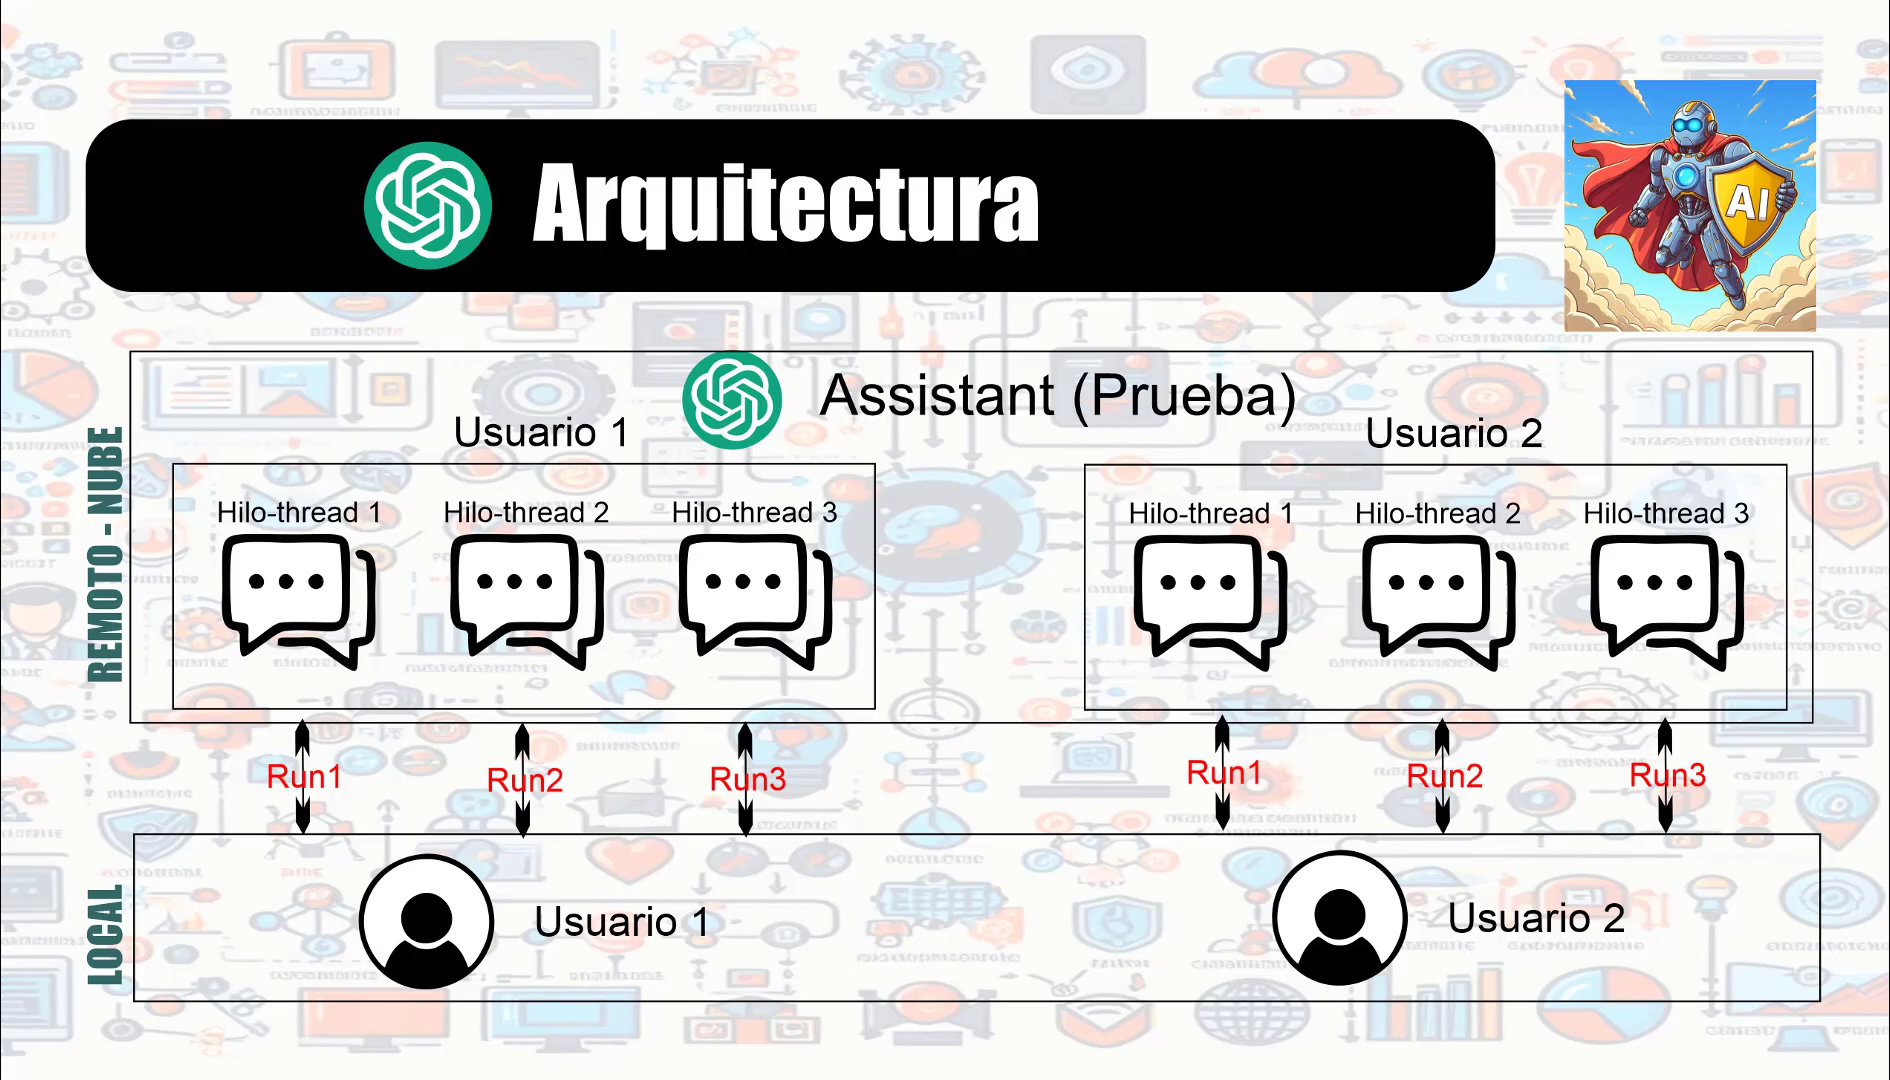 Arquitectura
AI
Assistant (Prueba)
Usuario 1
Usuario 2
REMOTO - NUBE
Hilo-thread 1
Hilo-thread 2
Hilo-thread 3
Hilo-thread 1
Hilo-thread 2
Hilo-thread 3
Run1
Run2
Run3
Run1
Run2
Run3
LOCAL
Usuario 1
Usuario 2